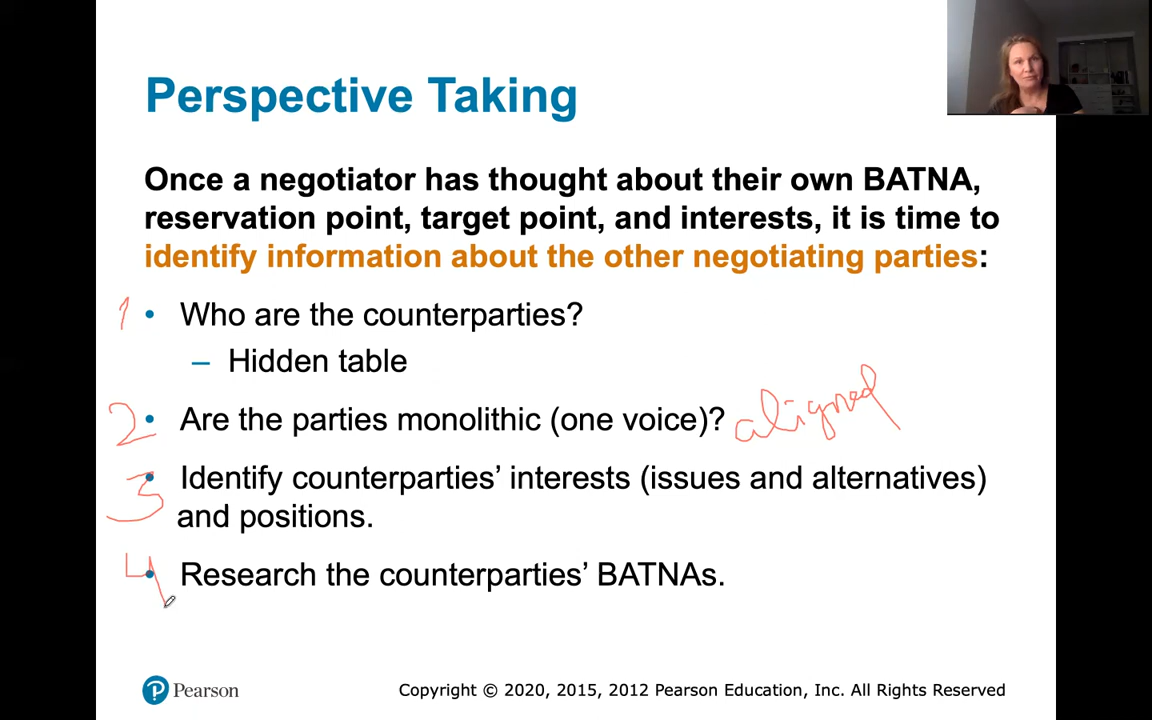 Perspective Taking
Once a negotiator has thought about their own BATNA,
reservation point, target point, and interests, it is time to
identify information about the other negotiating parties:
1 • Who are the counterparties?
– Hidden table
2 • Are the parties monolithic (one voice)? aligned
3 • Identify counterparties’ interests (issues and alternatives)
and positions.
4 • Research the counterparties’ BATNAs.
P Pearson
Copyright © 2020, 2015, 2012 Pearson Education, Inc. All Rights Reserved